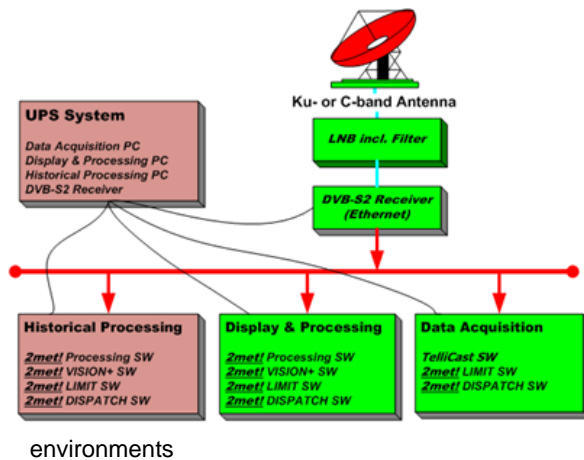 Ku- or C-band Antenna
UPS System
Data Acquisition PC
Display & Processing PC
Historical Processing PC
DVB-S2 Receiver
LNB incl. Filter
DVB-S2 Receiver
(Ethernet)
Historical Processing
2met! Processing SW
2met! VISION+ SW
2met! LIMIT SW
2met! DISPATCH SW
Display & Processing
2met! Processing SW
2met! VISION+ SW
2met! LIMIT SW
2met! DISPATCH SW
Data Acquisition
TelliCast SW
2met! LIMIT SW
2met! DISPATCH SW
environments